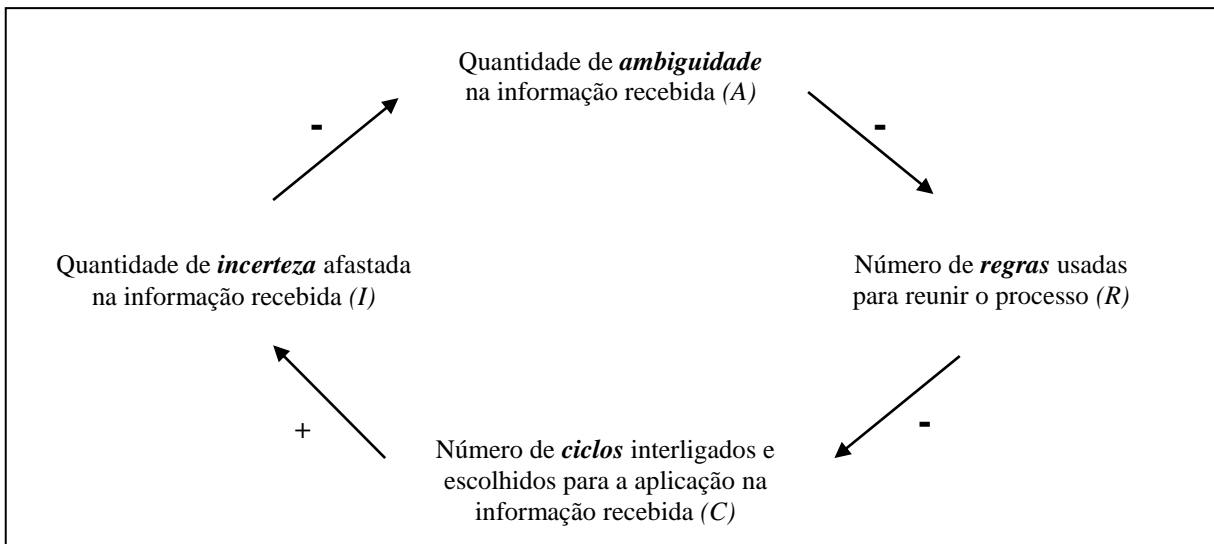 Quantidade de ambiguidade
na informação recebida (A)
-
-
Quantidade de incerteza afastada
na informação recebida (I)
Número de regras usadas
para reunir o processo (R)
+
-
Número de ciclos interligados e
escolhidos para a aplicação na
informação recebida (C)